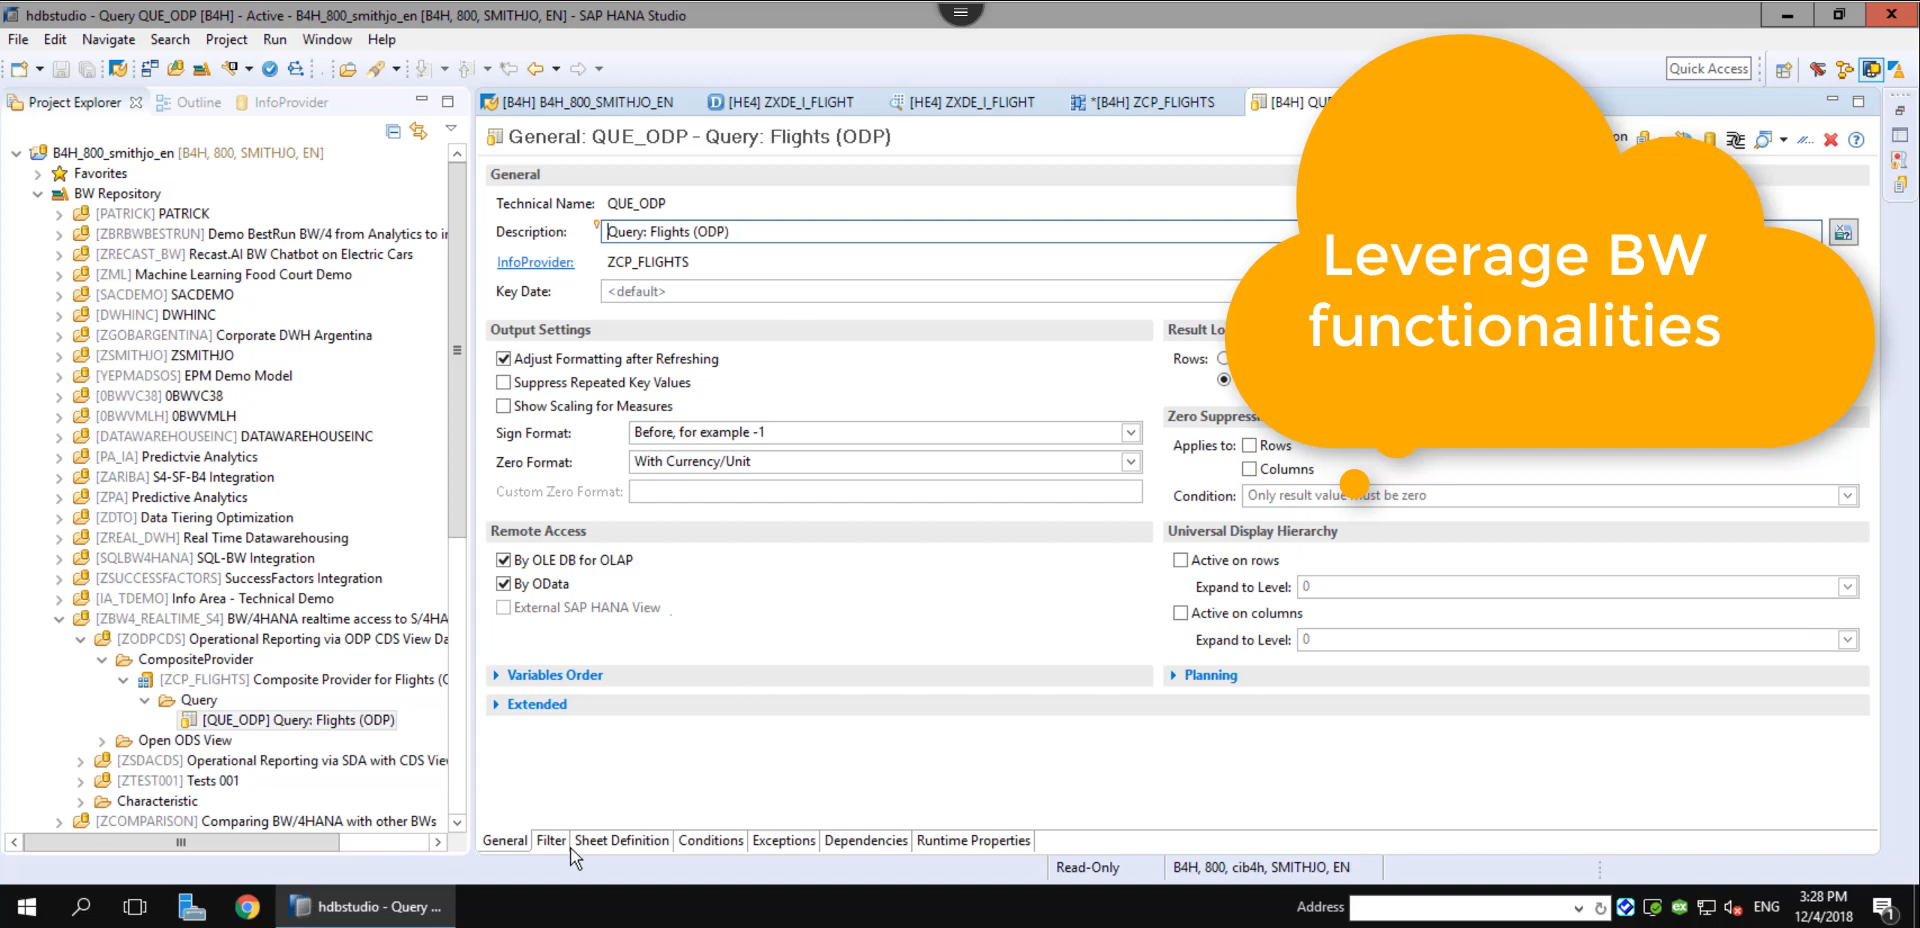 hdbstudio - Query QUE_ODP [B4H] - Active - B4H_800_smithjo_en [B4H, 800, SMITHJO, EN] - SAP HANA Studio
File Edit Navigate Search Project Run Window Help
Quick Access
Project Explorer Outline InfoProvider
[B4H] B4H_800_SMITHJO_EN [HE4] ZXDE_I_FLIGHT [HE4] ZXDE_I_FLIGHT *[B4H] ZCP_FLIGHTS [B4H] QU
General: QUE_ODP - Query: Flights (ODP)
B4H_800_smithjo_en [B4H, 800, SMITHJO, EN]
Favorites
BW Repository
[PATRICK] PATRICK
[ZBRBWBESTRUN] Demo BestRun BW/4 from Analytics to i
[ZRECAST_BW] Recast.AI BW Chatbot on Electric Cars
[ZML] Machine Learning Food Court Demo
[SACDEMO] SACDEMO
[DWHINC] DWHINC
[ZGOBARGENTINA] Corporate DWH Argentina
[ZSMITHJO] ZSMITHJO
[YEPMADSOS] EPM Demo Model
[0BWVC38] 0BWVC38
[0BWVMLH] 0BWVMLH
[DATAWAREHOUSEINC] DATAWAREHOUSEINC
[PA_IA] Predictvie Analytics
[ZARIBA] S4-SF-B4 Integration
[ZPA] Predictive Analytics
[ZDTO] Data Tiering Optimization
[ZREAL_DWH] Real Time Datawarehousing
[SQLBW4HANA] SQL-BW Integration
[ZSUCCESSFACTORS] SuccessFactors Integration
[IA_TDEMO] Info Area - Technical Demo
[ZBW4_REALTIME_S4] BW/4HANA realtime access to S/4HA
[ZODPCDS] Operational Reporting via ODP CDS View Da
CompositeProvider
[ZCP_FLIGHTS] Composite Provider for Flights (
Query
[QUE_ODP] Query: Flights (ODP)
Open ODS View
[ZSDACDS] Operational Reporting via SDA with CDS Vie
[ZTEST001] Tests 001
Characteristic
[ZCOMPARISON] Comparing BW/4HANA with other BWs
General
Technical Name: QUE_ODP
Description: Query: Flights (ODP)
InfoProvider: ZCP_FLIGHTS
Key Date: <default>
Output Settings
Adjust Formatting after Refreshing
Suppress Repeated Key Values
Show Scaling for Measures
Sign Format: Before, for example -1
Zero Format: With Currency/Unit
Custom Zero Format:
Remote Access
By OLE DB for OLAP
By OData
External SAP HANA View
Variables Order
Extended
on
Leverage BW
functionalities
Result Lo
Rows:
Zero Suppress
Applies to: Rows
Columns
Condition: Only result value must be zero
Universal Display Hierarchy
Active on rows
Expand to Level: 0
Active on columns
Expand to Level: 0
Planning
General Filter Sheet Definition Conditions Exceptions Dependencies Runtime Properties
Read-Only B4H, 800, cib4h, SMITHJO, EN
hdbstudio - Query ...
Address
ex
ENG
3:28 PM
12/4/2018
1